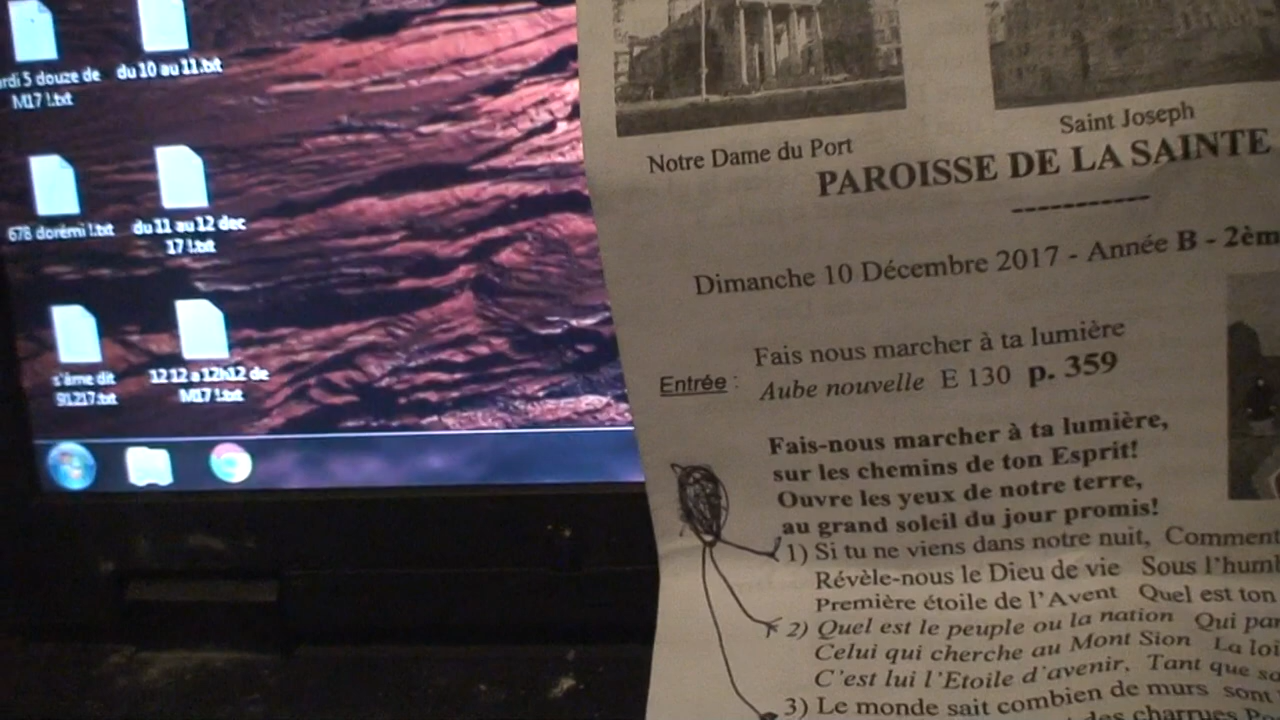 rdi 5 douze de
M17 !.txt
du 10 au 11.txt
678 dorémi !.txt
du 11 au 12 dec
17 !.txt
s'ame dit
91.217.txt
12 12 a 12h12 de
M17 !.txt
Notre Dame du Port
Saint Joseph
PAROISSE DE LA SAINTE
Dimanche 10 Décembre 2017 - Année B - 2èm
Fais nous marcher à ta lumière
Entrée : Aube nouvelle E 130 p. 359
Fais-nous marcher à ta lumière,
sur les chemins de ton Esprit!
Ouvre les yeux de notre terre,
au grand soleil du jour promis!
1) Si tu ne viens dans notre nuit, Comment
Révèle-nous le Dieu de vie Sous l'humb
Première étoile de l'Avent Quel est ton
2) Quel est le peuple ou la nation Qui par
Celui qui cherche au Mont Sion La loi
C'est lui l'Etoile d'avenir, Tant que so
3) Le monde sait combien de murs sont
des charrues